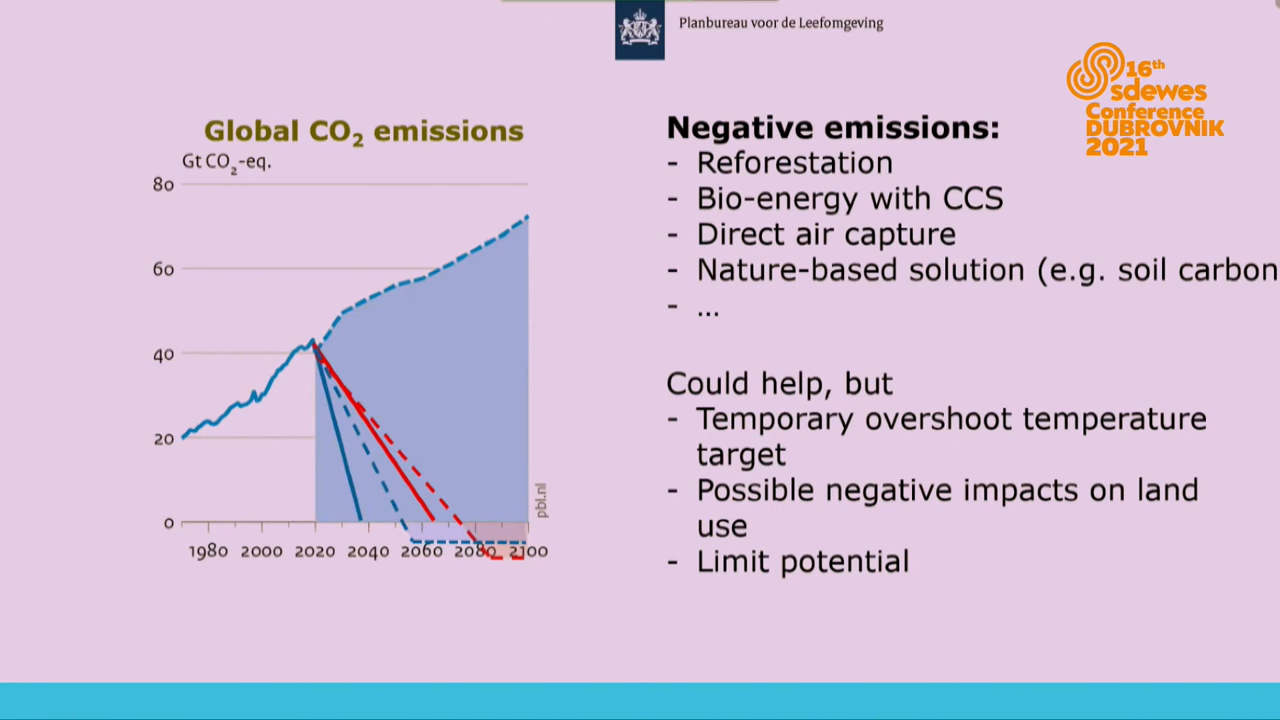 Planbureau voor de Leefomgeving
16th
sdewes
Conference
DUBROVNIK
2021
Global CO₂ emissions
Gt CO₂-eq.
80
60
40
20
0
1980 2000 2020 2040 2060 2080 2100
pbl.nl
Negative emissions:
- Reforestation
- Bio-energy with CCS
- Direct air capture
- Nature-based solution (e.g. soil carbon
- ...
Could help, but
- Temporary overshoot temperature
target
- Possible negative impacts on land
use
- Limit potential